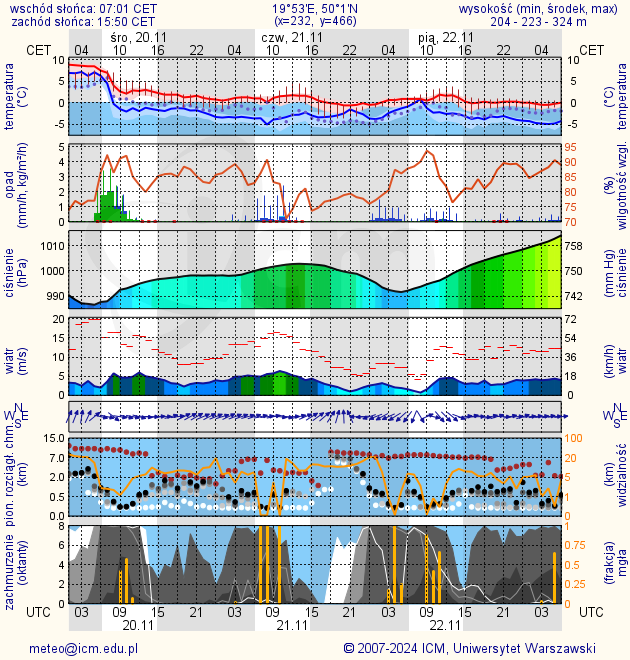 wschód słońca: 07:01 CET 19°53'E, 50°1'N wysokość (min, środek, max)
zachód słońca: 15:50 CET (x=232, y=466) 204 - 223 - 324 m
śro, 20.11 czw, 21.11 pią, 22.11
CET 04 10 16 22 04 10 16 22 04 10 16 22 04 CET
temperatura (°C)
10 5 0 -5
10 5 0 -5
temperatura (°C)
opad (mm/h, kg/m²/h)
5 4 3 2 1 0
95 90 85 80 75 70
(%) wilgotność wzgl.
ciśnienie (hPa)
1010 1000 990
758 750 742
(mm Hg) ciśnienie
wiatr (m/s)
20 15 10 5 0
72 54 36 18 0
(km/h) wiatr
N W E S
N W E S
pion. rozciągł. chm. (km)
15.0 7.0 2.0 0.5 0.0
100 20 5 1 0
widzialność (km)
zachmurzenie (oktanty)
8 6 4 2 0
1 0.75 0.5 0.25 0
(frakcja) mgła
UTC 03 09 15 21 03 09 15 21 03 09 15 21 03 UTC
20.11 21.11 22.11
meteo@icm.edu.pl © 2007-2024 ICM, Uniwersytet Warszawski